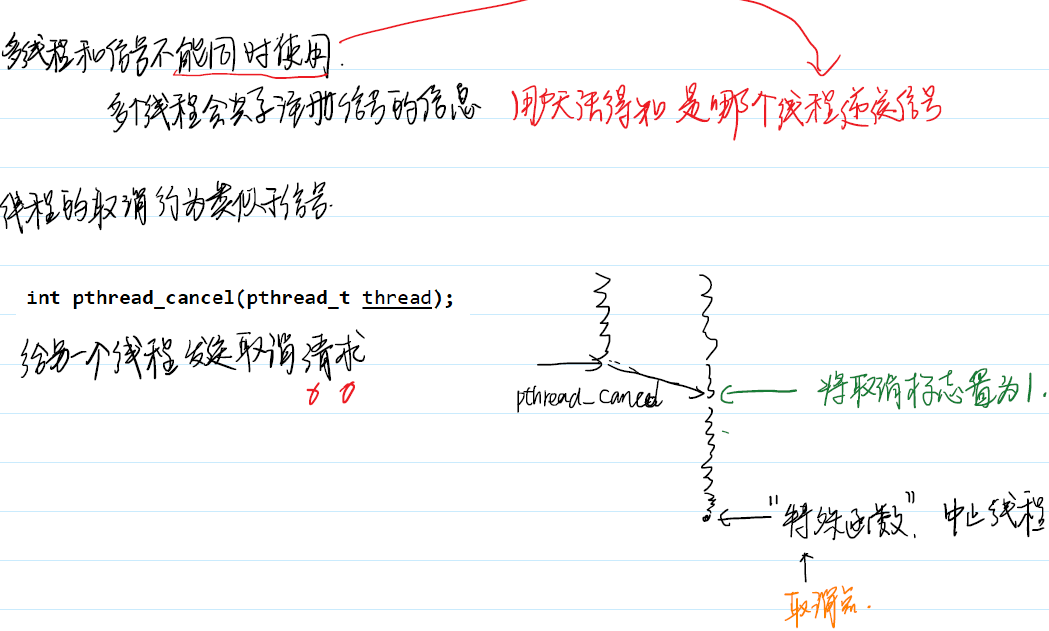 多线程和信号不能同时使用.
多个线程会共享注册信号的信息 用户无法得知是哪个线程递送信号
线程的取消行为类似于信号.
int pthread_cancel(pthread_t thread);
给另一个线程发送取消请求
pthread_cancel
将取消标志置为1.
"特殊函数". 中止线程
取消点.